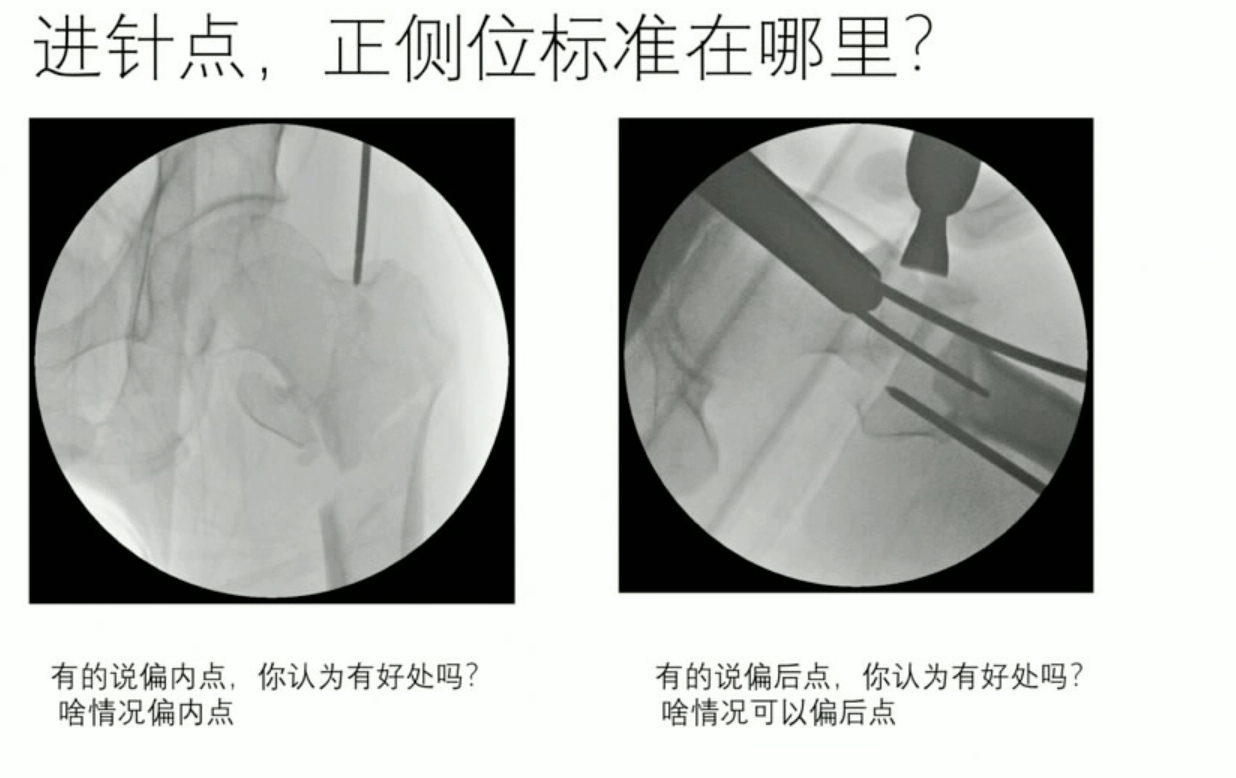 进针点，正侧位标准在哪里？
有的说偏内点，你认为有好处吗？
啥情况偏内点
有的说偏后点，你认为有好处吗？
啥情况可以偏后点